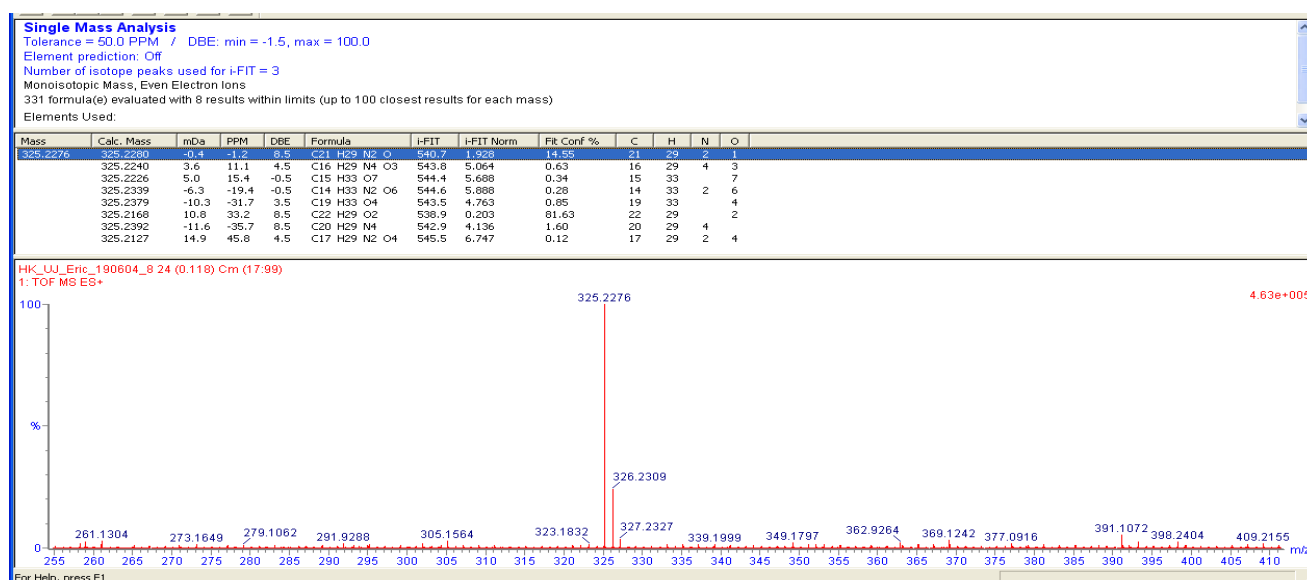 Single Mass Analysis
Tolerance = 50.0 PPM / DBE: min = -1.5, max = 100.0
Element prediction: Off
Number of isotope peaks used for i-FIT = 3
Monoisotopic Mass, Even Electron Ions
331 formula(e) evaluated with 8 results within limits (up to 100 closest results for each mass)
Elements Used:
Mass Calc. Mass mDa PPM DBE Formula i-FIT i-FIT Norm Fit Conf % C H N O
325.2276 325.2280 -0.4 -1.2 8.5 C21 H29 N2 O 540.7 1.928 14.55 21 29 2 1
325.2240 3.6 11.1 4.5 C16 H29 N4 O3 543.8 5.064 0.63 16 29 4 3
325.2226 5.0 15.4 -0.5 C15 H33 O7 544.4 5.688 0.34 15 33 7
325.2339 -6.3 -19.4 -0.5 C14 H33 N2 O6 544.6 5.888 0.28 14 33 2 6
325.2379 -10.3 -31.7 3.5 C19 H33 O4 543.5 4.763 0.85 19 33 4
325.2168 10.8 33.2 8.5 C22 H29 O2 538.9 0.203 81.63 22 29 2
325.2392 -11.6 -35.7 8.5 C20 H29 N4 542.9 4.136 1.60 20 29 4
325.2127 14.9 45.8 4.5 C17 H29 N2 O4 545.5 6.747 0.12 17 29 2 4
HK_UJ_Eric_190604_8 24 (0.118) Cm (17:99)
1: TOF MS ES+
4.63e+005
325.2276
100
%
326.2309
261.1304 273.1649 279.1062 291.9288 305.1564 323.1832 327.2327 339.1999 349.1797 362.9264 369.1242 377.0916 391.1072 398.2404 409.2155
0
m/z
255 260 265 270 275 280 285 290 295 300 305 310 315 320 325 330 335 340 345 350 355 360 365 370 375 380 385 390 395 400 405 410
For Help, press F1